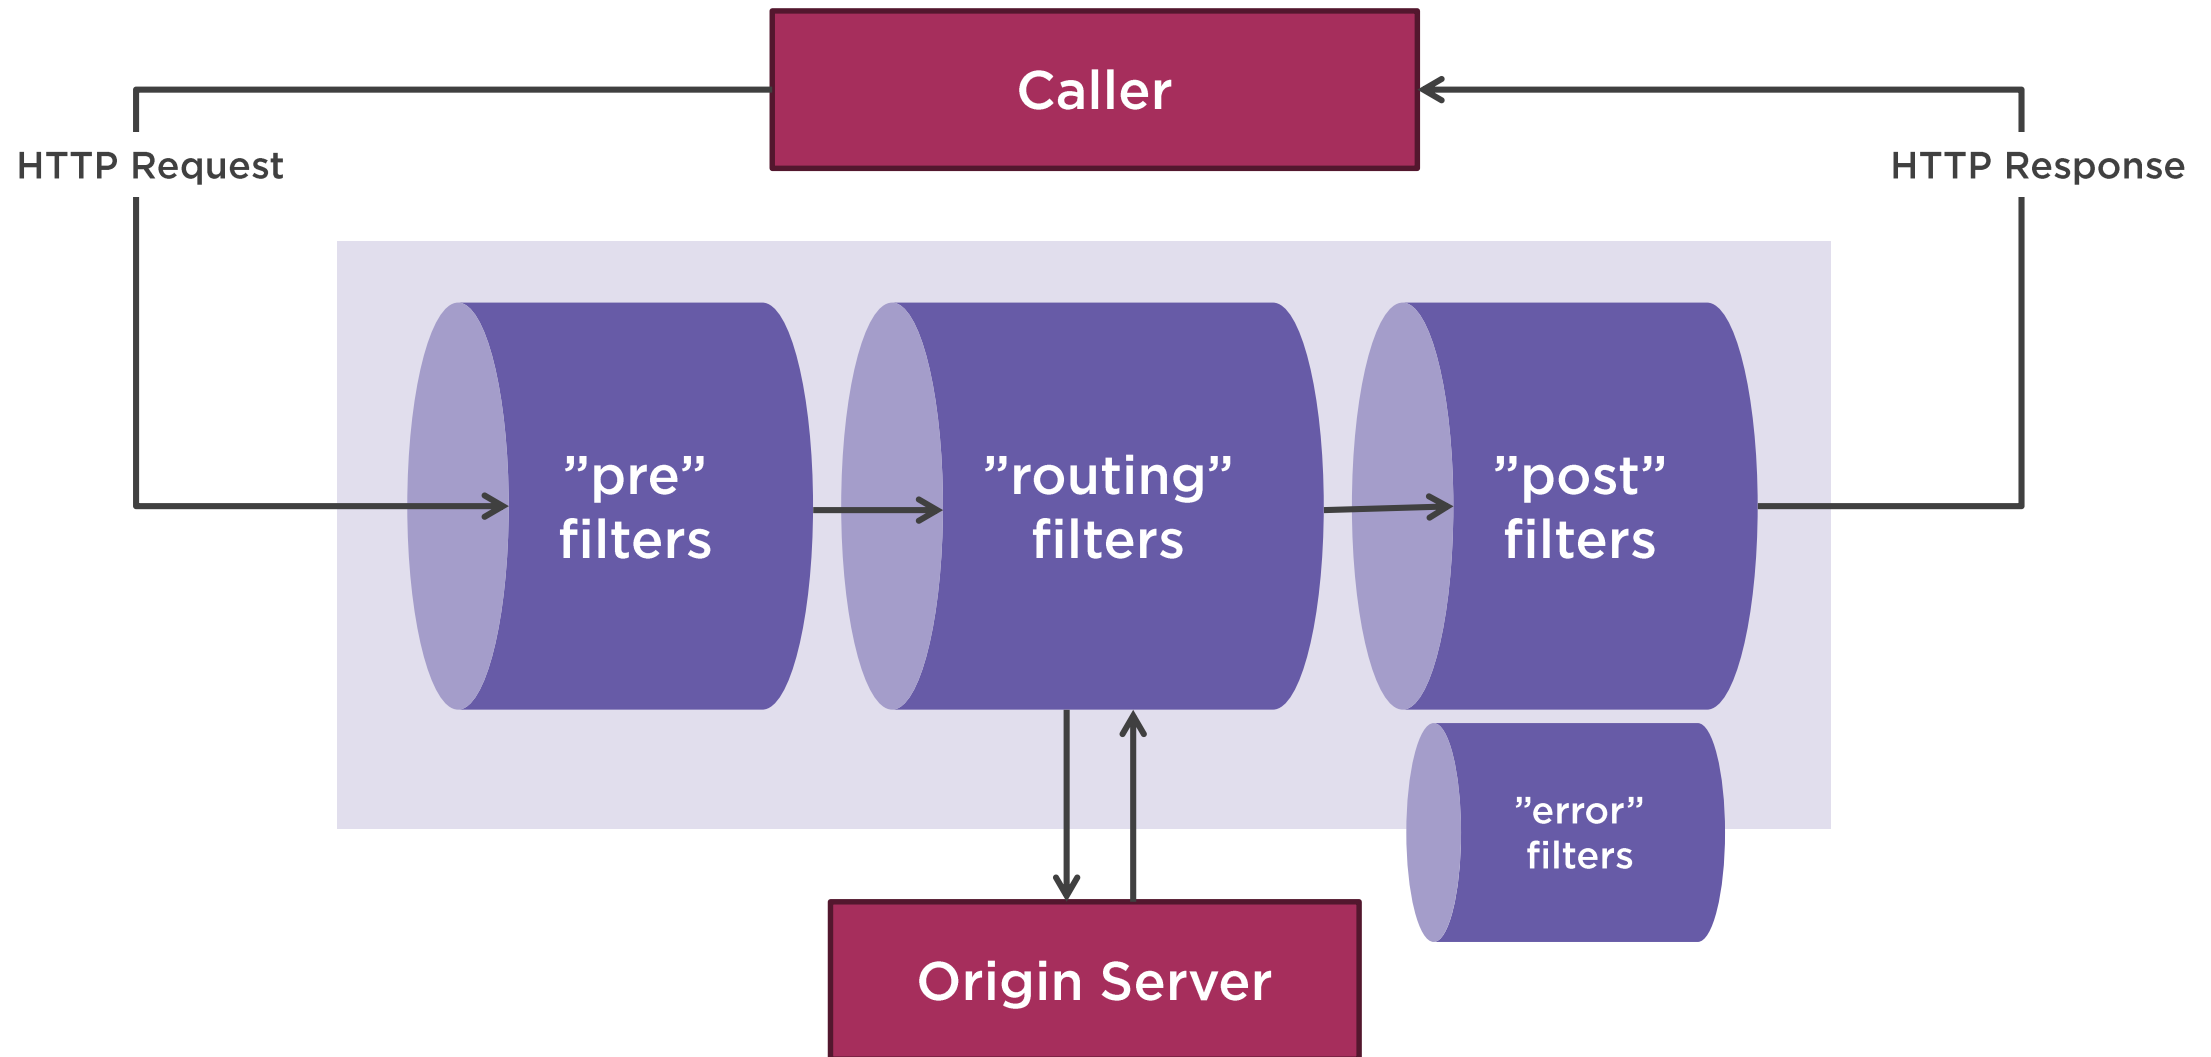 Caller
HTTP Request
HTTP Response
”pre”
filters
”routing”
filters
”post”
filters
”error”
filters
Origin Server